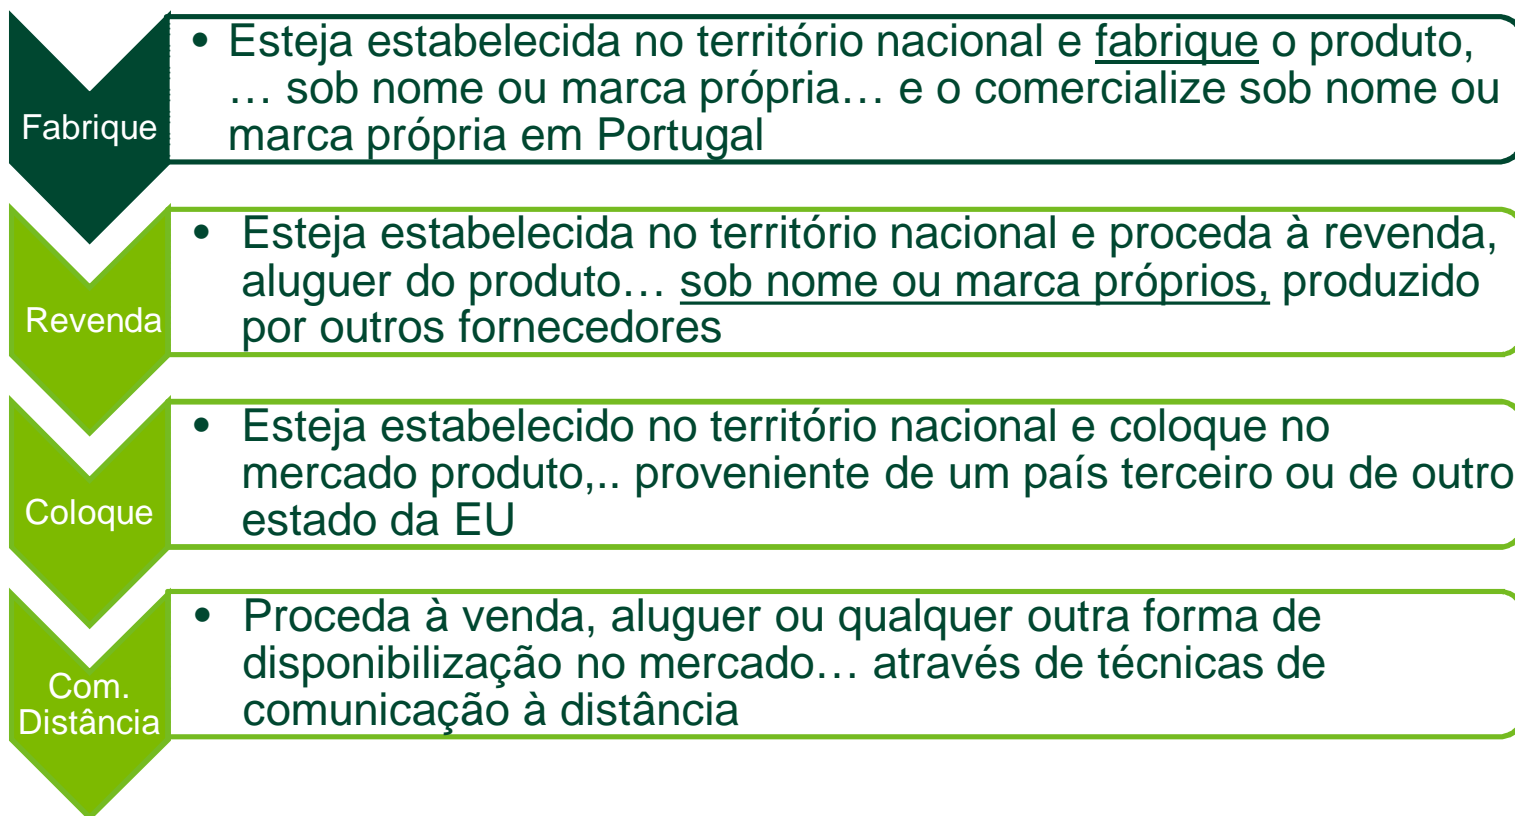 Fabrique
• Esteja estabelecida no território nacional e fabrique o produto,
… sob nome ou marca própria… e o comercialize sob nome ou
marca própria em Portugal
Revenda
• Esteja estabelecida no território nacional e proceda à revenda,
aluguer do produto… sob nome ou marca próprios, produzido
por outros fornecedores
Coloque
• Esteja estabelecido no território nacional e coloque no
mercado produto,.. proveniente de um país terceiro ou de outro
estado da EU
Com.
Distância
• Proceda à venda, aluguer ou qualquer outra forma de
disponibilização no mercado… através de técnicas de
comunicação à distância